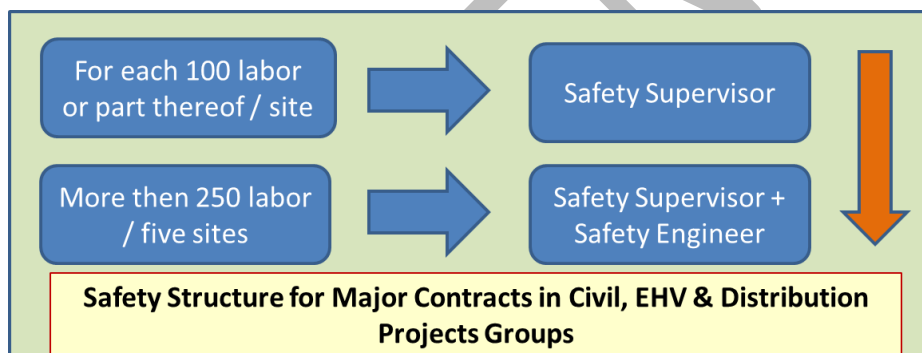 For each 100 labor
or part thereof / site
Safety Supervisor
More then 250 labor
/ five sites
Safety Supervisor +
Safety Engineer
Safety Structure for Major Contracts in Civil, EHV & Distribution
Projects Groups